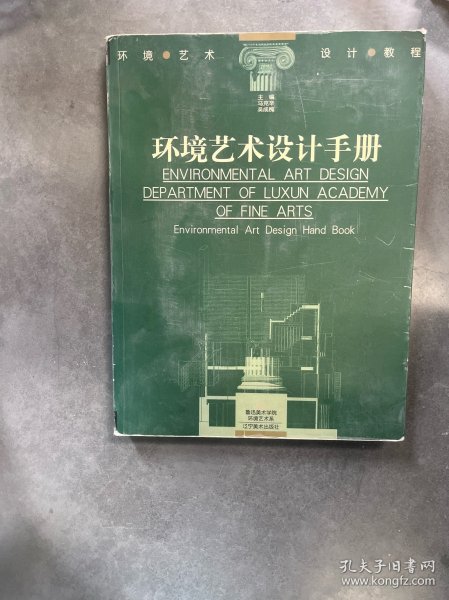 环境●艺术 设计●教程
主编
马克辛
吴成槐
环境艺术设计手册
ENVIRONMENTAL ART DESIGN
DEPARTMENT OF LUXUN ACADEMY
OF FINE ARTS
Environmental Art Design Hand Book
鲁迅美术学院
环境艺术系
辽宁美术出版社
孔夫子旧书网
www.kongfz.com